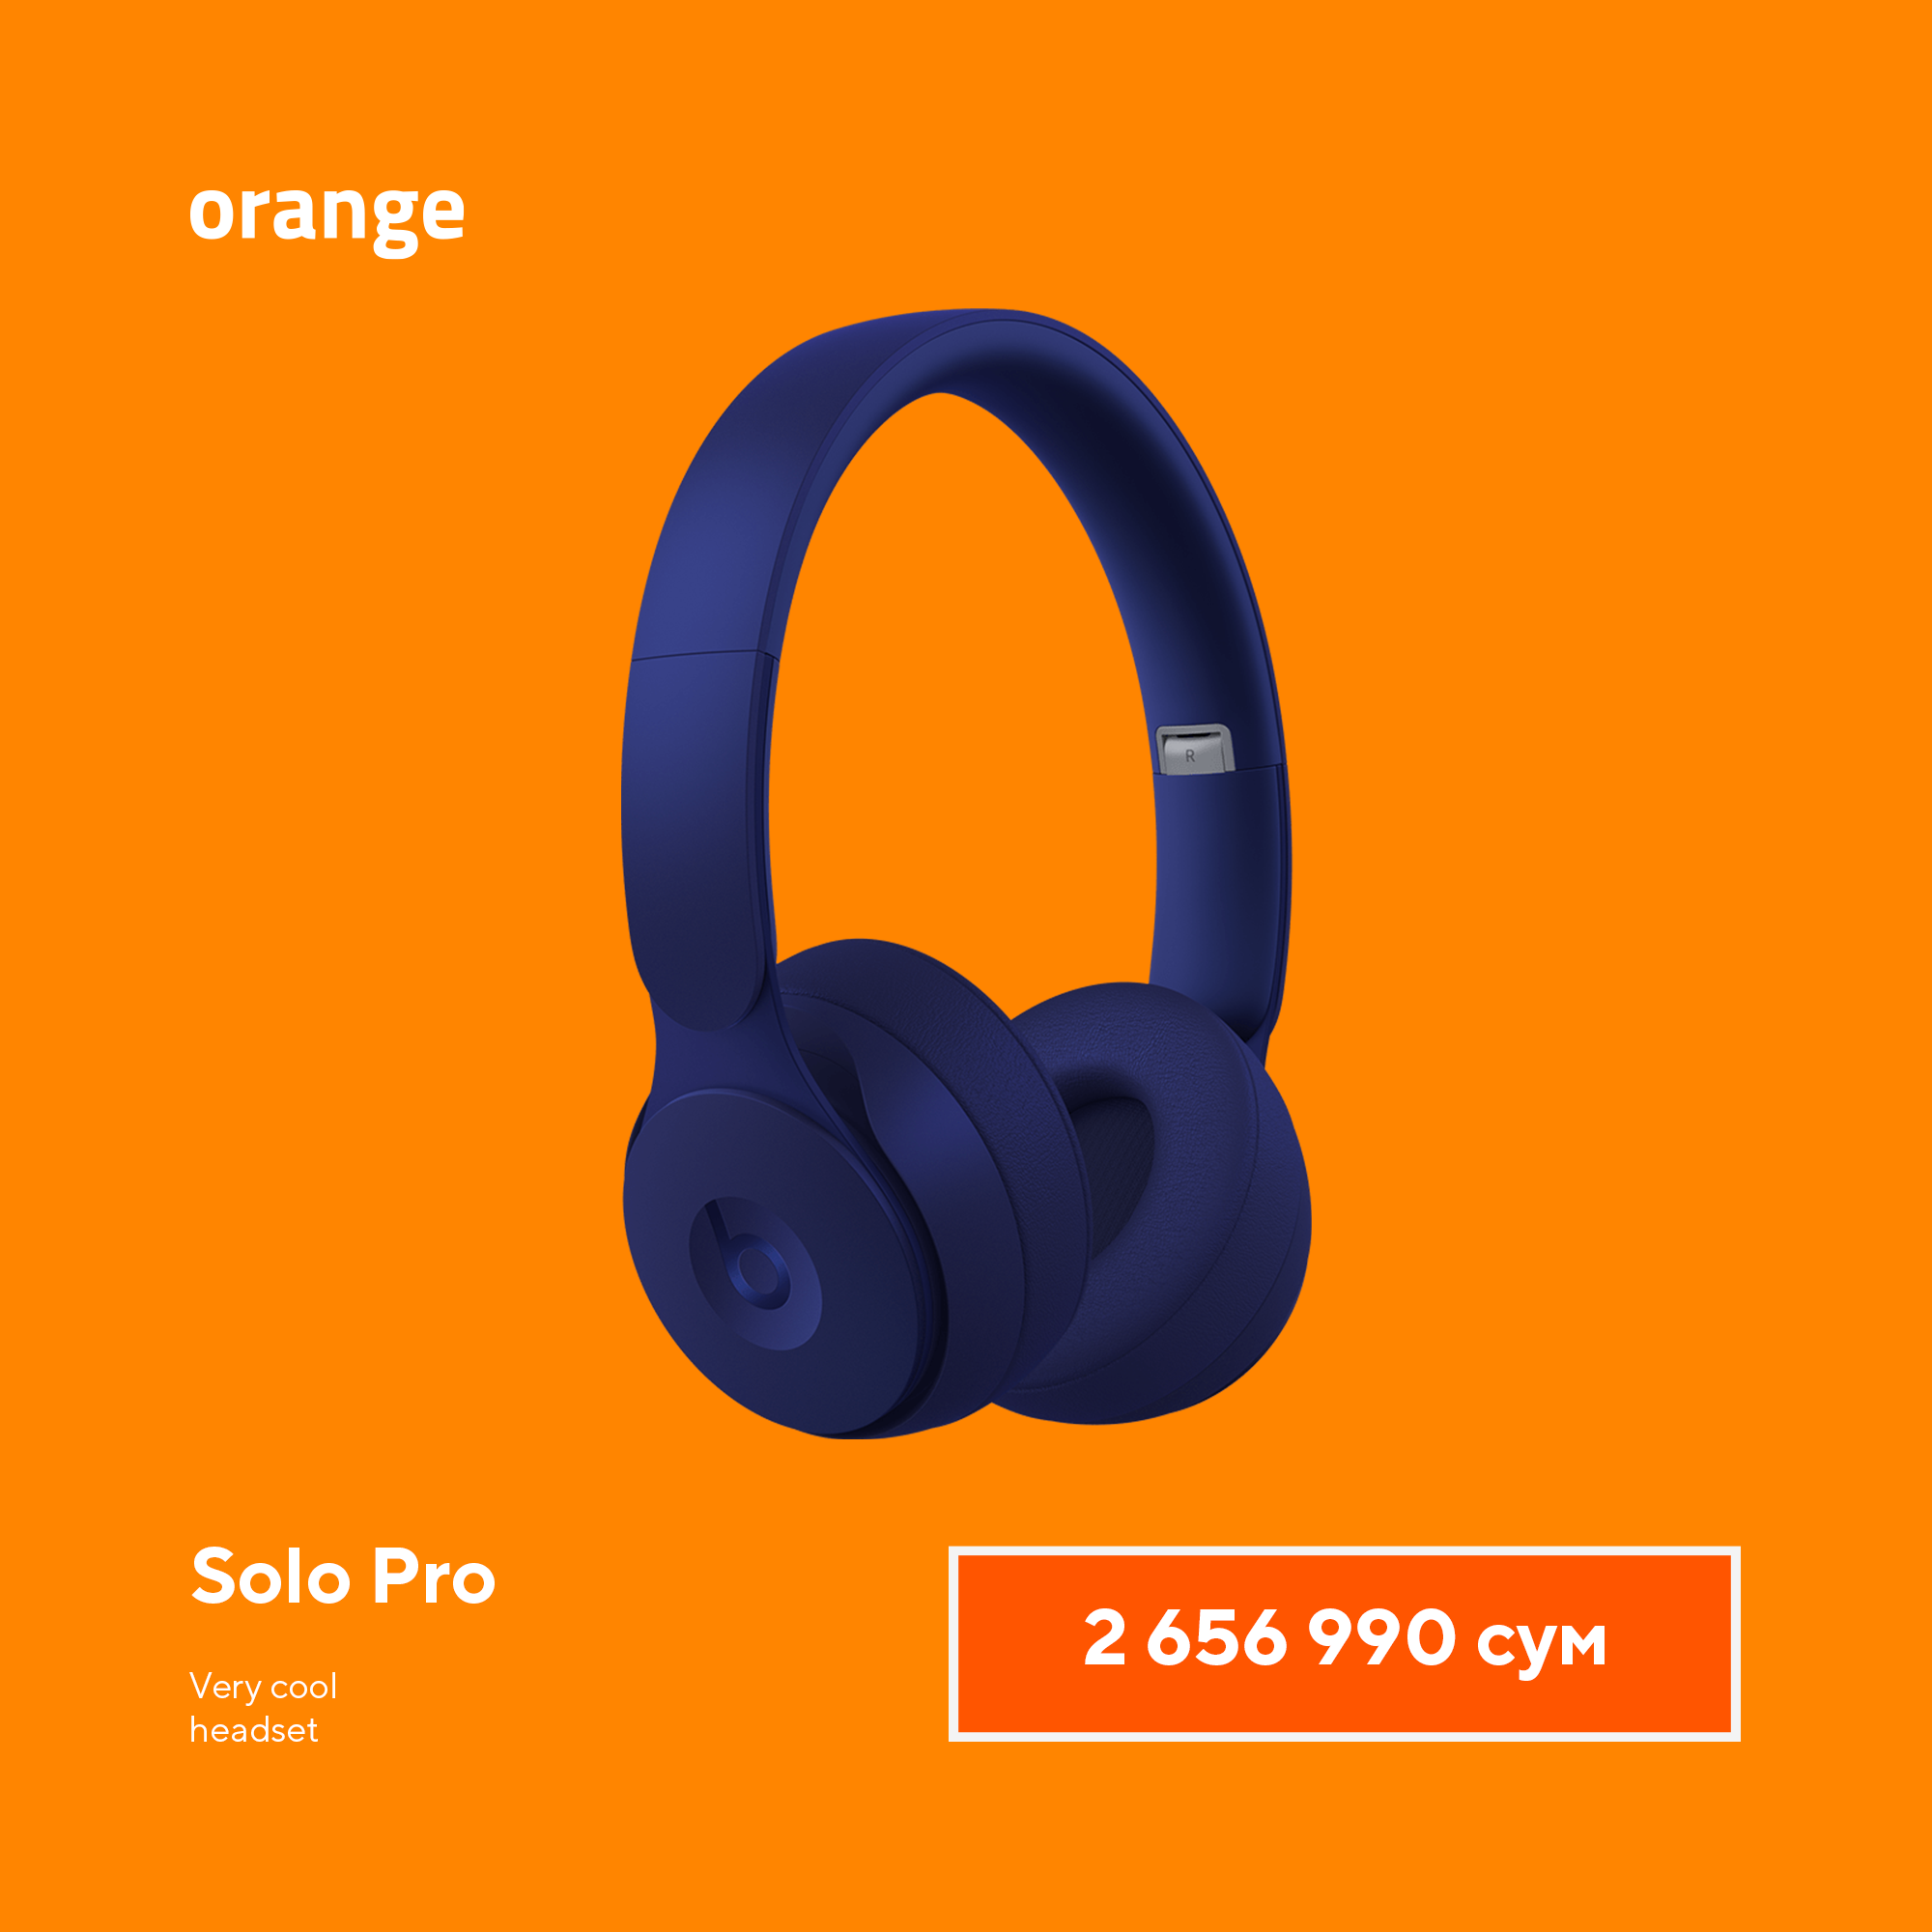 orange
R
Solo Pro
Very cool
headset
2 656 990 сум